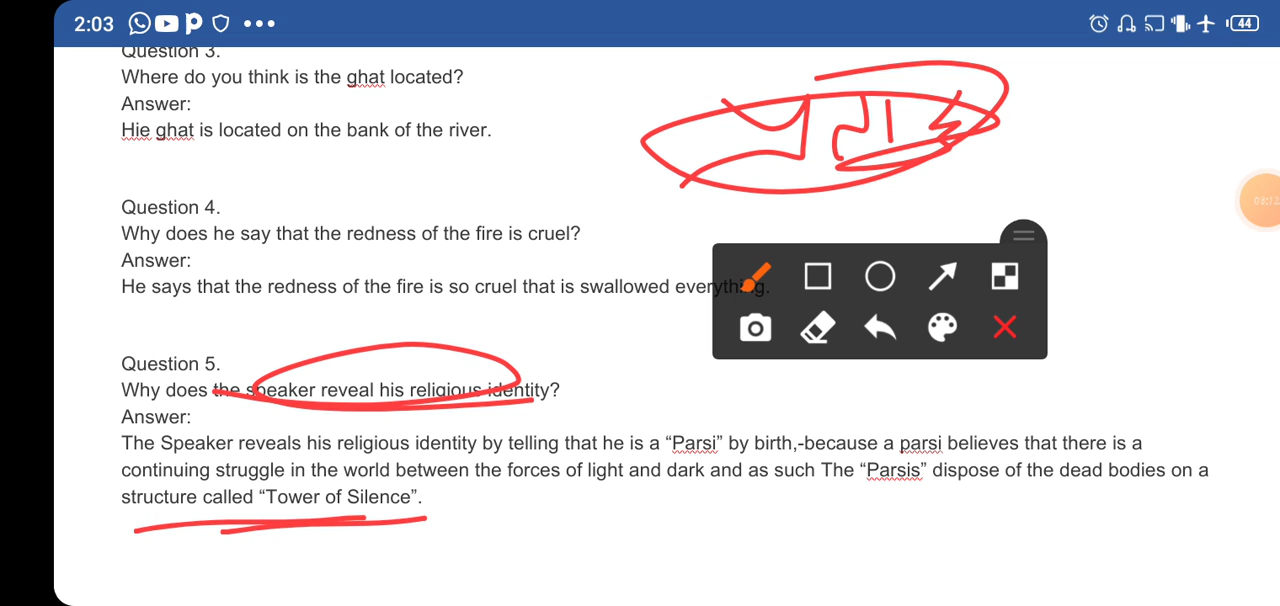 2:03
44
Question 3.
Where do you think is the ghat located?
Answer:
Hie ghat is located on the bank of the river.
Question 4.
Why does he say that the redness of the fire is cruel?
Answer:
He says that the redness of the fire is so cruel that is swallowed everything.
Question 5.
Why does the speaker reveal his religious identity?
Answer:
The Speaker reveals his religious identity by telling that he is a “Parsi” by birth,-because a parsi believes that there is a
continuing struggle in the world between the forces of light and dark and as such The “Parsis” dispose of the dead bodies on a
structure called “Tower of Silence”.